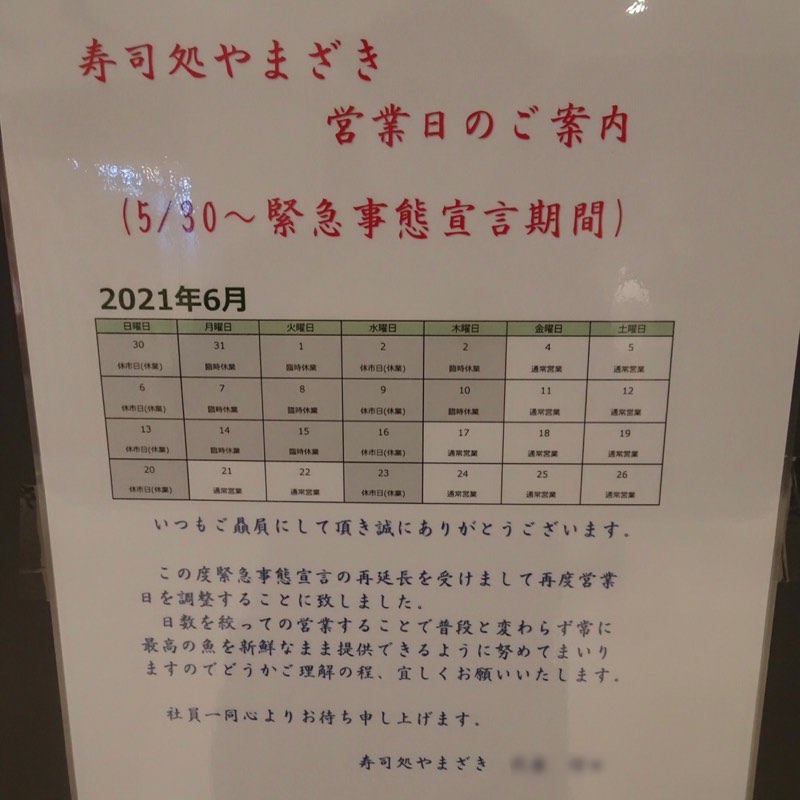 寿司処やまざき
営業日のご案内
(5/30～緊急事態宣言期間)
2021年6月
日曜日 月曜日 火曜日 水曜日 木曜日 金曜日 土曜日
30 31 1 2 2 4 5
休市日(休業) 臨時休業 臨時休業 休市日(休業) 臨時休業 通常営業 通常営業
6 7 8 9 10 11 12
休市日(休業) 臨時休業 臨時休業 休市日(休業) 臨時休業 通常営業 通常営業
13 14 15 16 17 18 19
休市日(休業) 臨時休業 臨時休業 休市日(休業) 通常営業 通常営業 通常営業
20 21 22 23 24 25 26
休市日(休業) 通常営業 通常営業 休市日(休業) 通常営業 通常営業 通常営業
いつもご贔屓にして頂き誠にありがとうございます。
この度緊急事態宣言の再延長を受けまして再度営業
日を調整することに致しました。
日数を絞っての営業することで普段と変わらず常に
最高の魚を新鮮なまま提供できるように努めてまいり
ますのでどうかご理解の程、宜しくお願いいたします。
社員一同心よりお待ち申し上げます。
寿司処やまざき